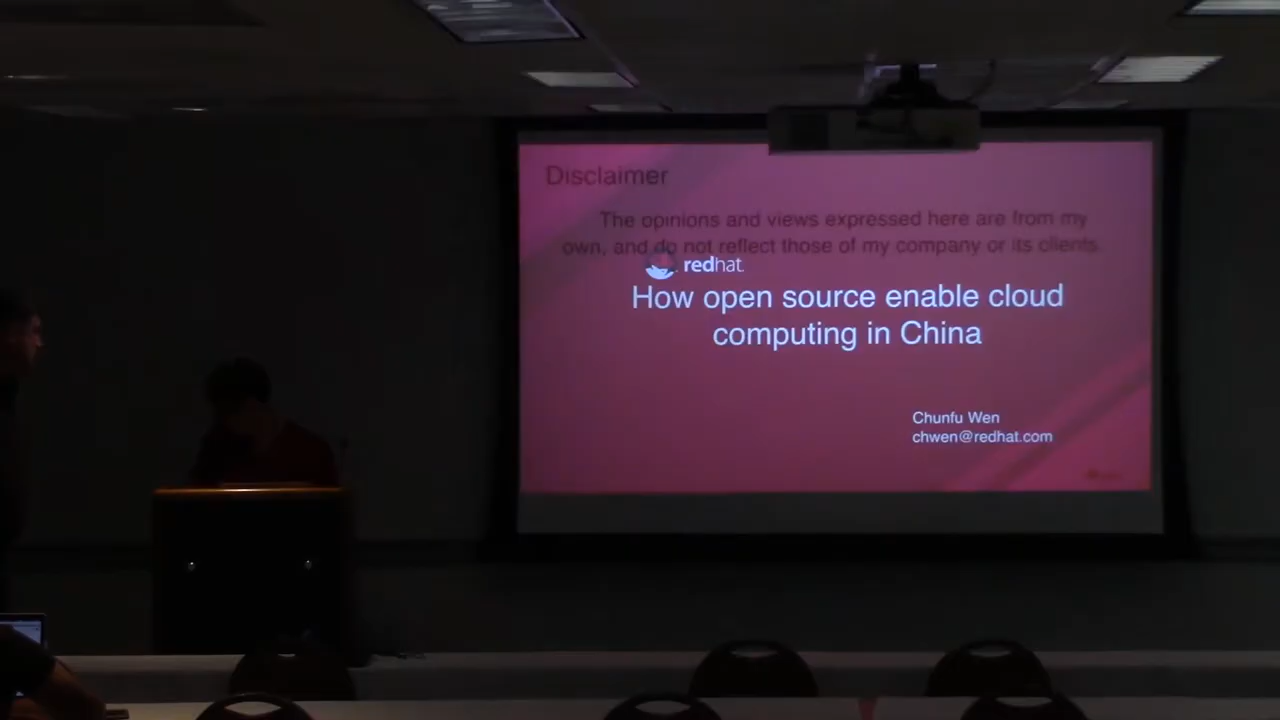 Disclaimer
The opinions and views expressed here are from my
own, and do not reflect those of my company or its clients.
redhat.
How open source enable cloud
computing in China
Chunfu Wen
chwen@redhat.com